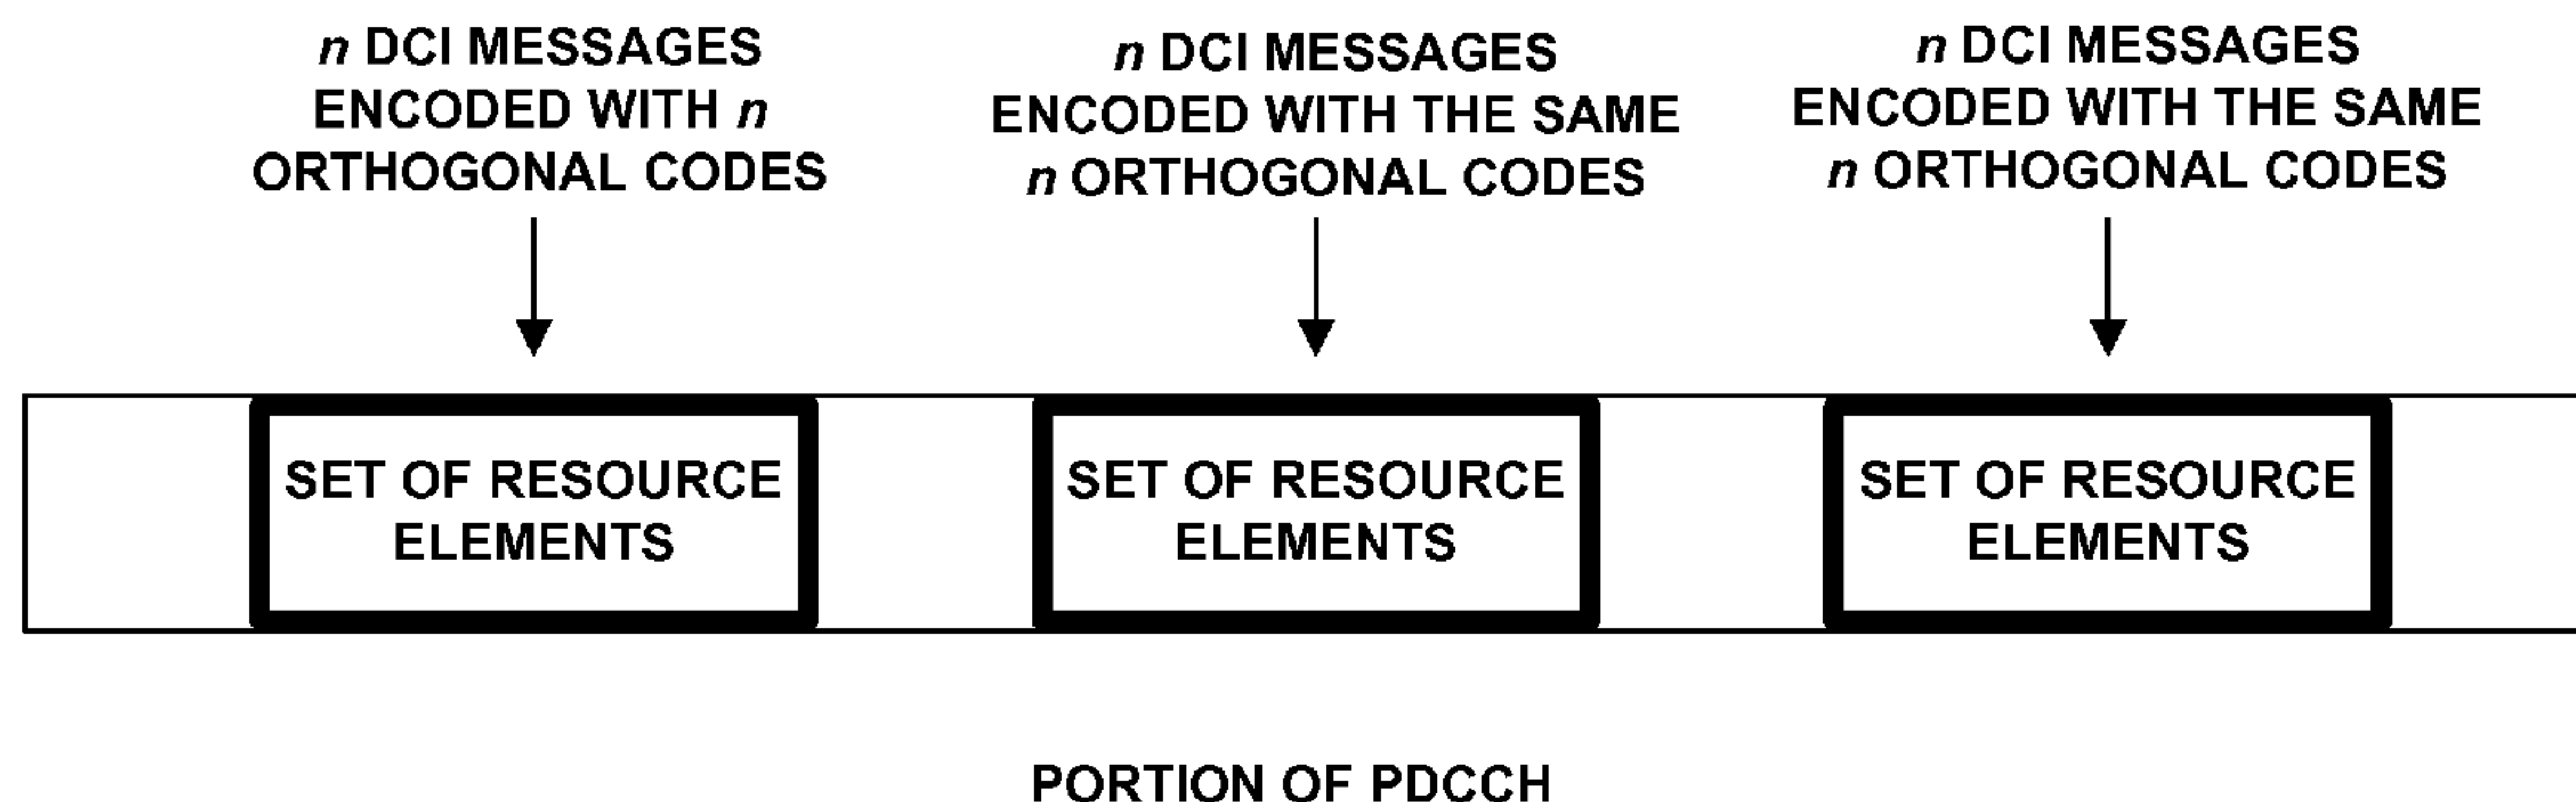 n DCI MESSAGES
ENCODED WITH n
ORTHOGONAL CODES
n DCI MESSAGES
ENCODED WITH THE SAME
n ORTHOGONAL CODES
n DCI MESSAGES
ENCODED WITH THE SAME
n ORTHOGONAL CODES
SET OF RESOURCE
ELEMENTS
SET OF RESOURCE
ELEMENTS
SET OF RESOURCE
ELEMENTS
PORTION OF PDCCH